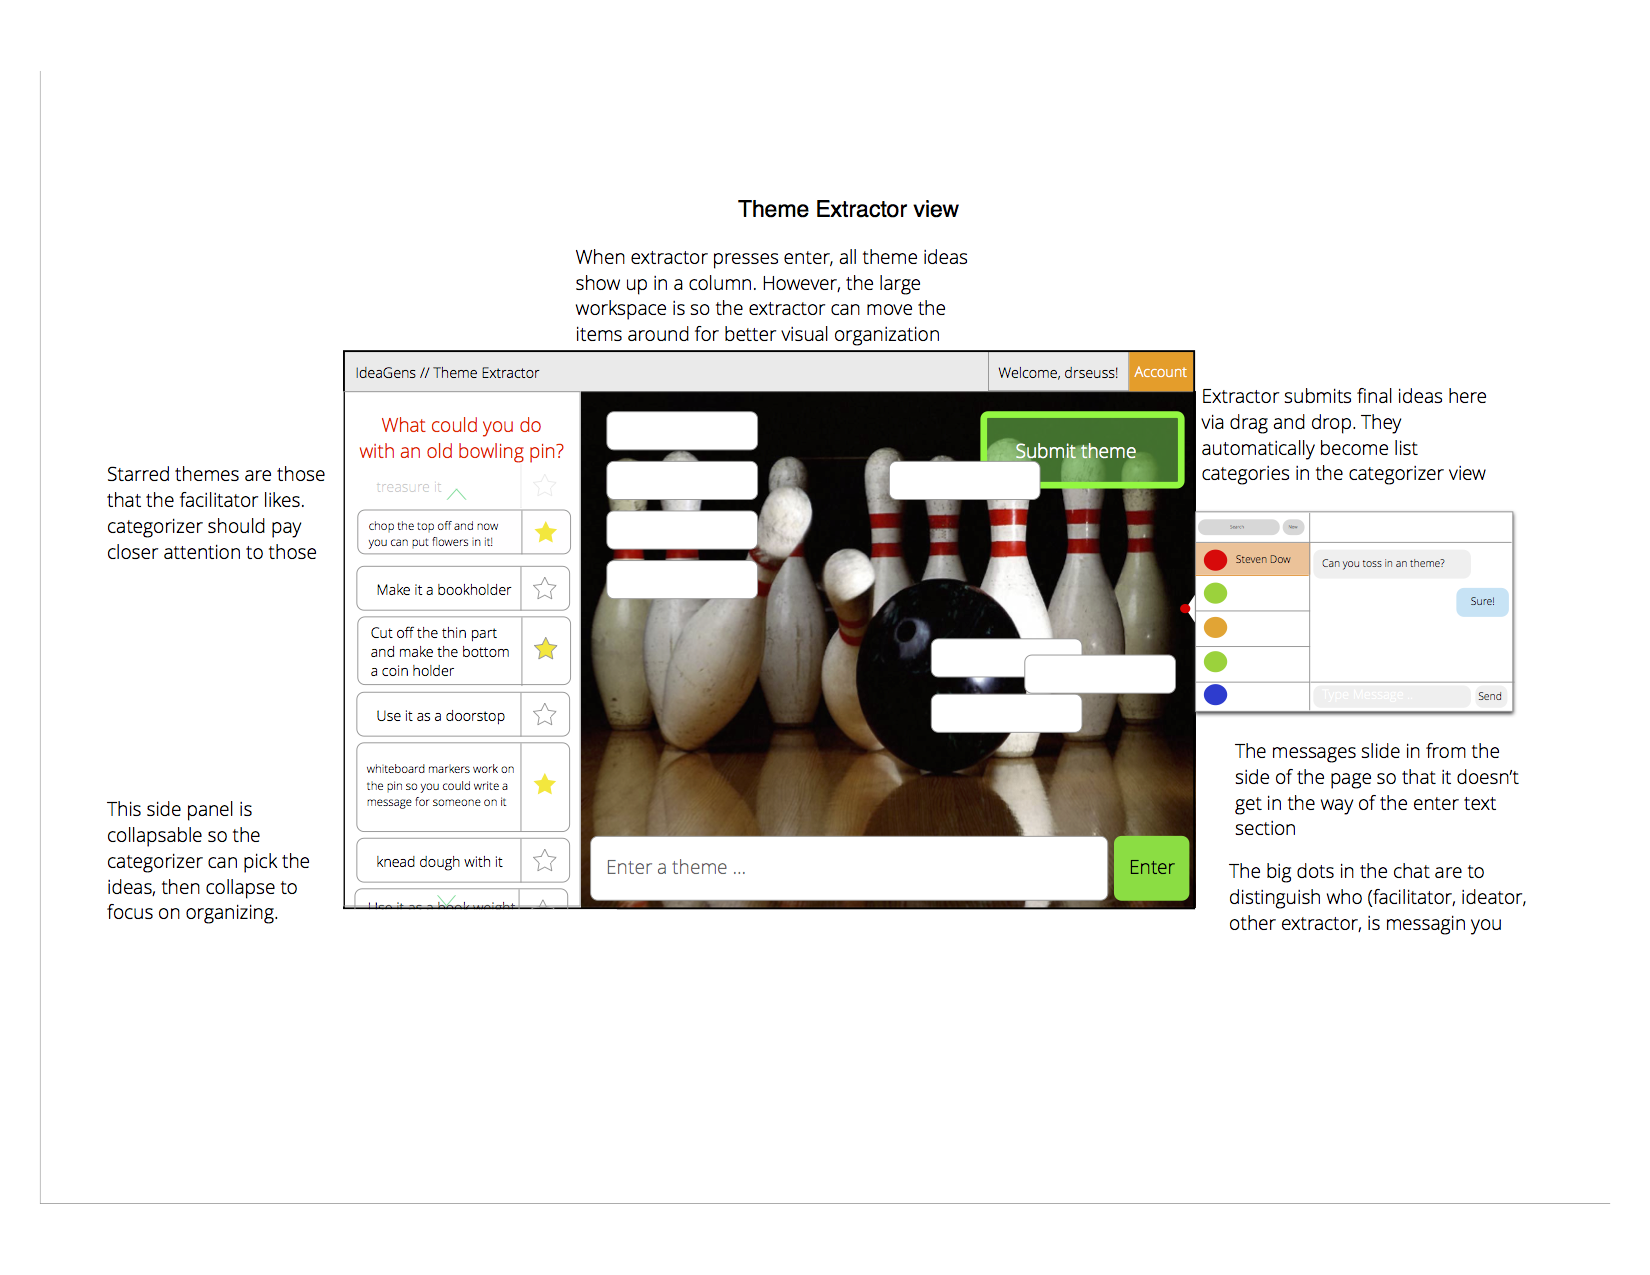 Theme Extractor view
When extractor presses enter, all theme ideas
show up in a column. However, the large
workspace is so the extractor can move the
items around for better visual organization
IdeaGens // Theme Extractor
Welcome, drseuss!
Account
What could you do
with an old bowling pin?
treasure it
chop the top off and now
you can put flowers in it!
Make it a bookholder
Cut off the thin part
and make the bottom
a coin holder
Use it as a doorstop
whiteboard markers work on
the pin so you could write a
message for someone on it
knead dough with it
Use it as a book weight
Submit theme
Enter a theme ...
Enter
Starred themes are those
that the facilitator likes.
categorizer should pay
closer attention to those
This side panel is
collapsable so the
categorizer can pick the
ideas, then collapse to
focus on organizing.
Extractor submits final ideas here
via drag and drop. They
automatically become list
categories in the categorizer view
Search
New
Steven Dow
Can you toss in an theme?
Sure!
Type Message ..
Send
The messages slide in from the
side of the page so that it doesn't
get in the way of the enter text
section
The big dots in the chat are to
distinguish who (facilitator, ideator,
other extractor, is messagin you